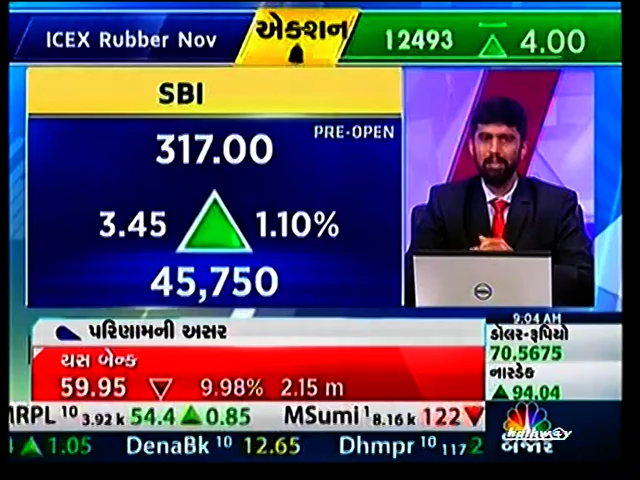 ICEX Rubber Nov
એક્શન
12493 4.00
SBI
PRE-OPEN
317.00
3.45 1.10%
45,750
9:04 AM
પરિણામની અસર
યસ બેન્ક
59.95 9.98% 2.15 m
ડૉલર-રૂપિયો
70.5675
નાસ્ડેક
94.04
MRPL 10 3.92 k 54.4 0.85 MSumi 1 8.16 k 122
1.05 DenaBk 10 12.65 Dhmpr 10 117
hathway
બજાર